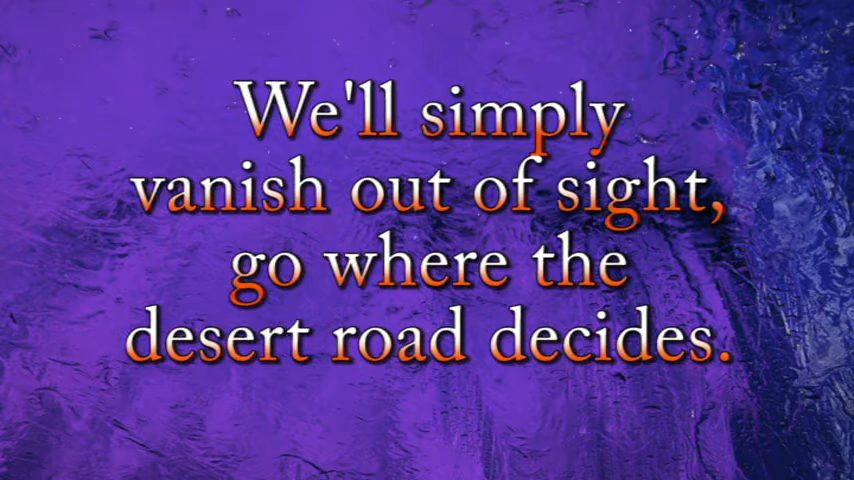 We'll simply
vanish out of sight,
go where the
desert road decides.